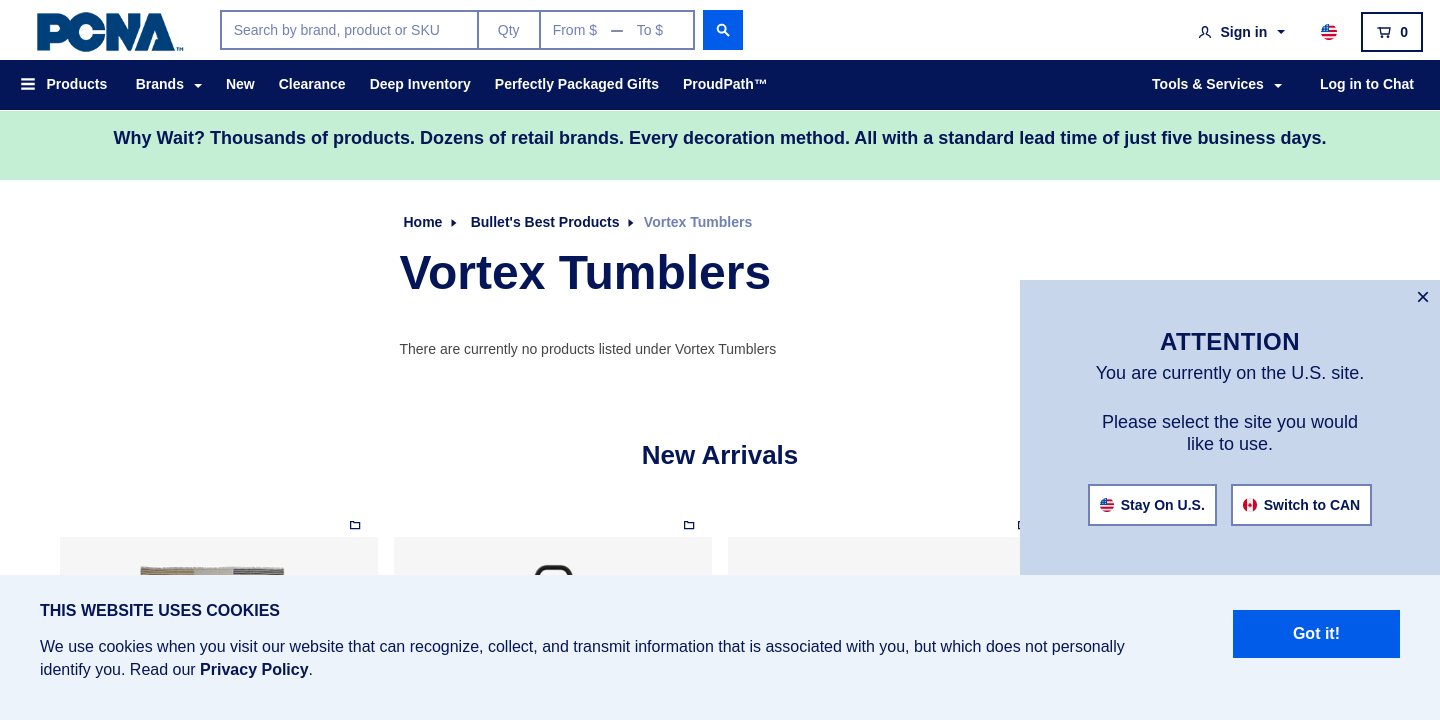 PCNA™
Search by brand, product or SKU
Qty
From $ — To $
Sign in
0
Products
Brands
New
Clearance
Deep Inventory
Perfectly Packaged Gifts
ProudPath™
Tools & Services
Log in to Chat
Why Wait? Thousands of products. Dozens of retail brands. Every decoration method. All with a standard lead time of just five business days.
Home
Bullet's Best Products
Vortex Tumblers
Vortex Tumblers
There are currently no products listed under Vortex Tumblers
New Arrivals
ATTENTION
You are currently on the U.S. site.
Please select the site you would
like to use.
Stay On U.S.
Switch to CAN
THIS WEBSITE USES COOKIES
We use cookies when you visit our website that can recognize, collect, and transmit information that is associated with you, but which does not personally
identify you. Read our Privacy Policy.
Got it!